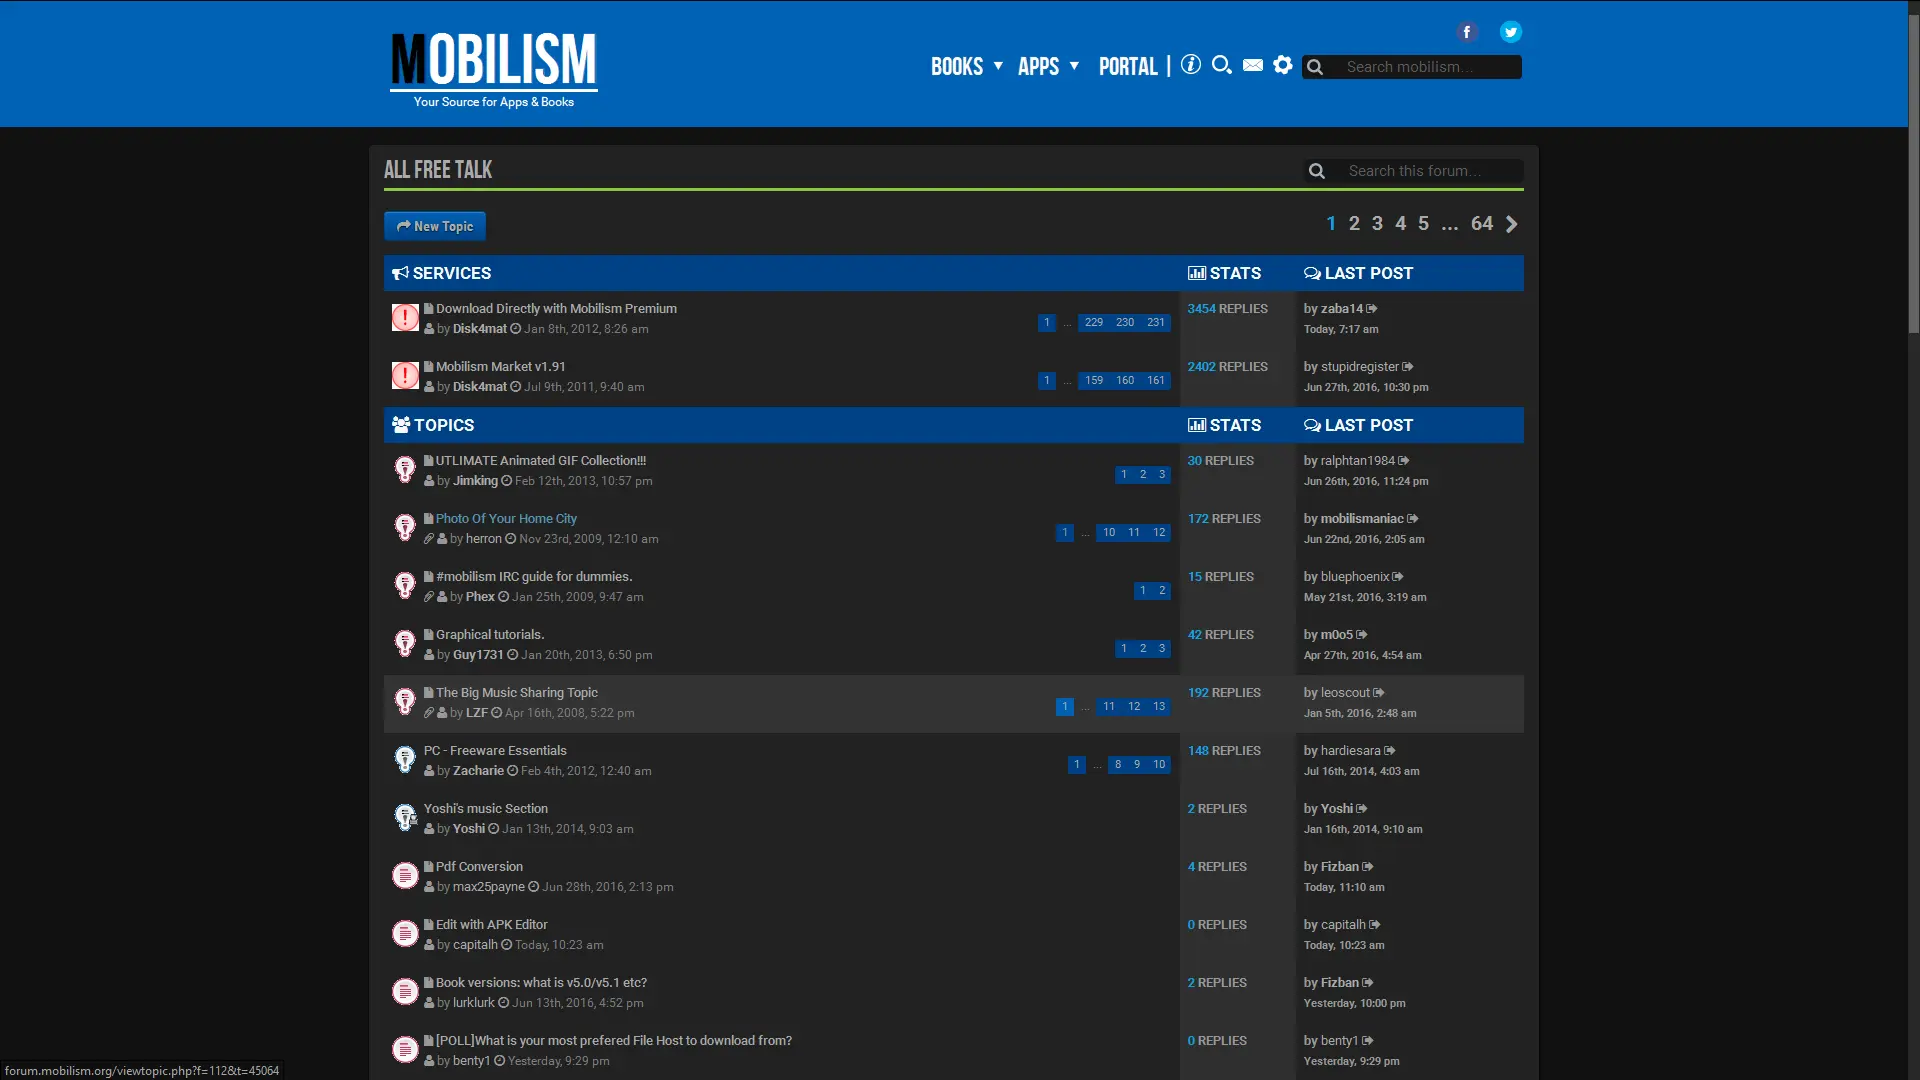 MOBILISM
Your Source for Apps & Books
BOOKS ▼ APPS ▼ PORTAL |
Search mobilism...
ALL FREE TALK
Search this forum...
New Topic
1 2 3 4 5 ... 64
SERVICES STATS LAST POST
Download Directly with Mobilism Premium
by Disk4mat Jan 8th, 2012, 8:26 am
1 ... 229 230 231
3454 REPLIES
by zaba14
Today, 7:17 am
Mobilism Market v1.91
by Disk4mat Jul 9th, 2011, 9:40 am
1 ... 159 160 161
2402 REPLIES
by stupidregister
Jun 27th, 2016, 10:30 pm
TOPICS STATS LAST POST
UTLIMATE Animated GIF Collection!!!
by Jimking Feb 12th, 2013, 10:57 pm
1 2 3
30 REPLIES
by ralphtan1984
Jun 26th, 2016, 11:24 pm
Photo Of Your Home City
by herron Nov 23rd, 2009, 12:10 am
1 ... 10 11 12
172 REPLIES
by mobilismaniac
Jun 22nd, 2016, 2:05 am
#mobilism IRC guide for dummies.
by Phex Jan 25th, 2009, 9:47 am
1 2
15 REPLIES
by bluephoenix
May 21st, 2016, 3:19 am
Graphical tutorials.
by Guy1731 Jan 20th, 2013, 6:50 pm
1 2 3
42 REPLIES
by m0o5
Apr 27th, 2016, 4:54 am
The Big Music Sharing Topic
by LZF Apr 16th, 2008, 5:22 pm
1 ... 11 12 13
192 REPLIES
by leoscout
Jan 5th, 2016, 2:48 am
PC - Freeware Essentials
by Zacharie Feb 4th, 2012, 12:40 am
1 ... 8 9 10
148 REPLIES
by hardiesara
Jul 16th, 2014, 4:03 am
Yoshi's music Section
by Yoshi Jan 13th, 2014, 9:03 am
2 REPLIES
by Yoshi
Jan 16th, 2014, 9:10 am
Pdf Conversion
by max25payne Jun 28th, 2016, 2:13 pm
4 REPLIES
by Fizban
Today, 11:10 am
Edit with APK Editor
by capitalh Today, 10:23 am
0 REPLIES
by capitalh
Today, 10:23 am
Book versions: what is v5.0/v5.1 etc?
by lurklurk Jun 13th, 2016, 4:52 pm
2 REPLIES
by Fizban
Yesterday, 10:00 pm
[POLL]What is your most prefered File Host to download from?
by benty1 Yesterday, 9:29 pm
0 REPLIES
by benty1
Yesterday, 9:29 pm
forum.mobilism.org/viewtopic.php?f=112&t=45064